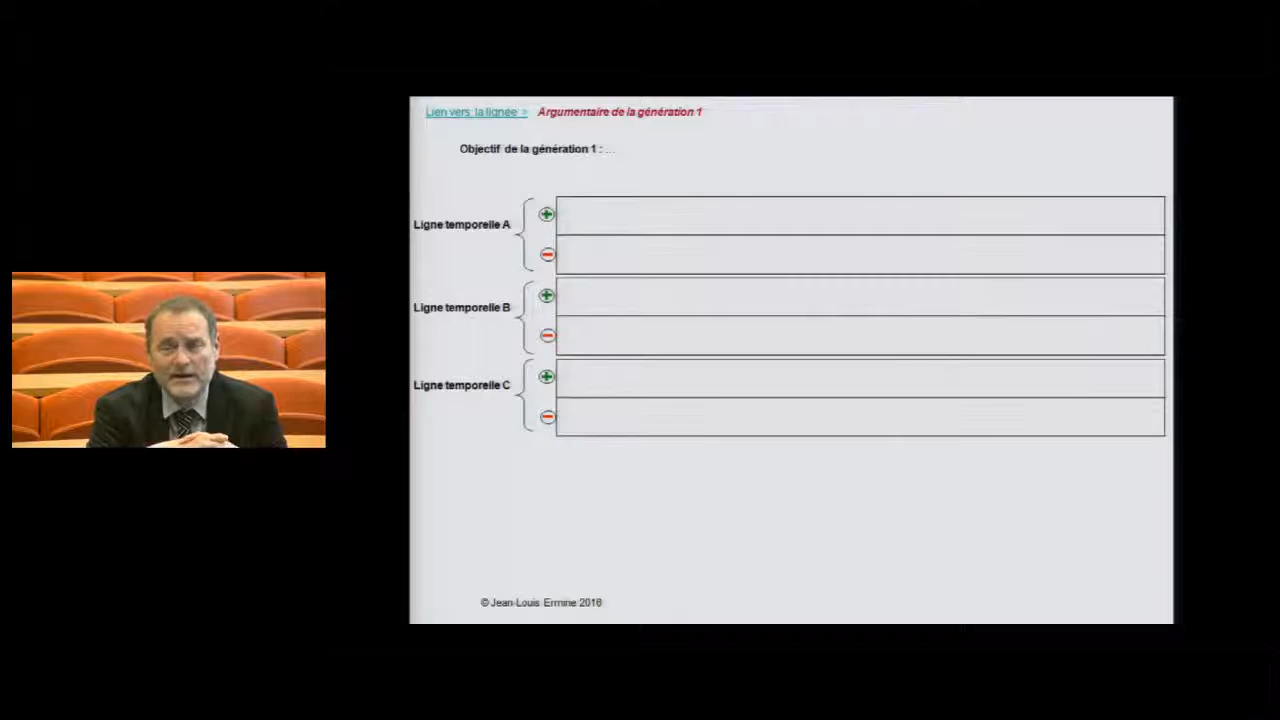 Lien vers la lignée > Argumentaire de la génération 1
Objectif de la génération 1 : ...
Ligne temporelle A
Ligne temporelle B
Ligne temporelle C
© Jean-Louis Ermine 2016